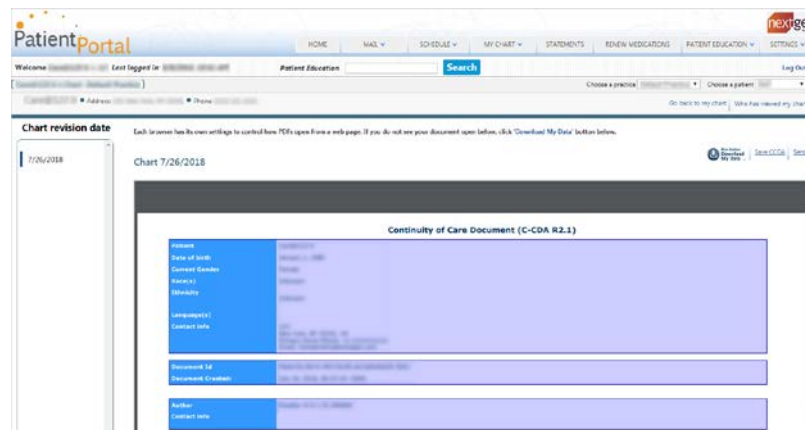 nextge
PatientPortal
HOME MAIL SCHEDULE MY CHART STATEMENTS RENEW MEDICATIONS PATIENT EDUCATION SETTINGS
Welcome Last logged in Patient Education Search Log Out
Choose a practice Choose a patient
Address: Phone Go back to my chart Who has viewed my chart
Chart revision date
Each browser has its own settings to control how PDFs open from a web page. If you do not see your document open below, click 'Download My Data' button below.
7/26/2018
Chart 7/26/2018
Download My Data Save CCDA Sen
Continuity of Care Document (C-CDA R2.1)
Patient
Date of birth
Current Gender
Race(s)
Ethnicity
Language(s)
Contact info
Document Id
Document Created:
Author
Contact info